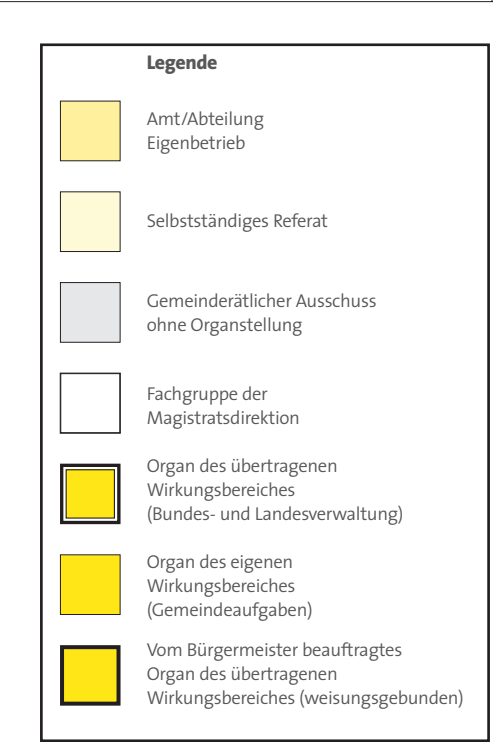 Legende
Amt/Abteilung
Eigenbetrieb
Selbstständiges Referat
Gemeinderätlicher Ausschuss
ohne Organstellung
Fachgruppe der
Magistratsdirektion
Organ des übertragenen
Wirkungsbereiches
(Bundes- und Landesverwaltung)
Organ des eigenen
Wirkungsbereiches
(Gemeindeaufgaben)
Vom Bürgermeister beauftragtes
Organ des übertragenen
Wirkungsbereiches (weisungsgebunden)